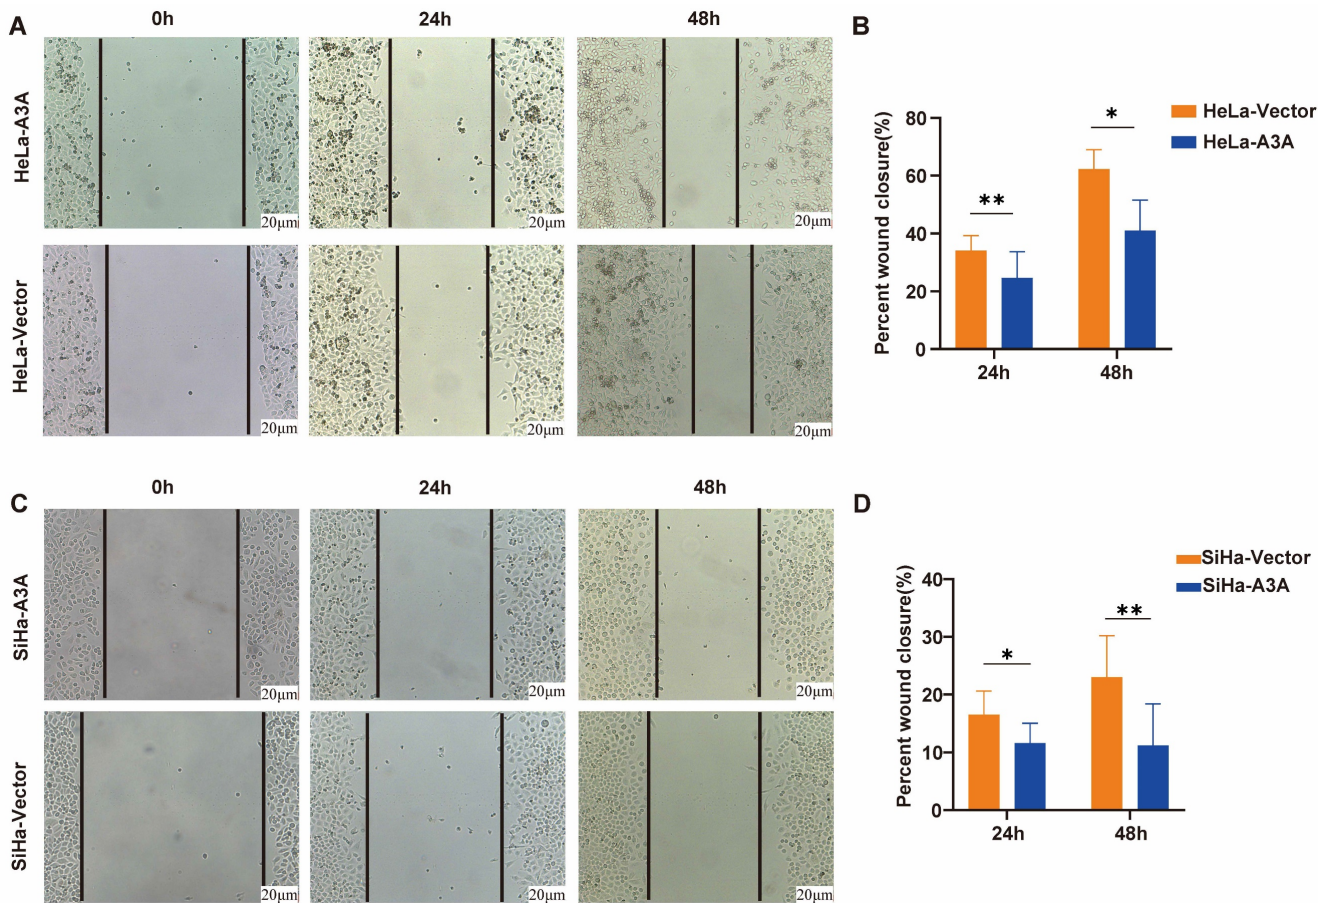 A
0h
24h
48h
HeLa-A3A
20μm
20μm
20μm
HeLa-Vector
20μm
20μm
20μm
B
HeLa-Vector
HeLa-A3A
Percent wound closure(%)
80
60
40
20
0
**
*
24h
48h
C
0h
24h
48h
SiHa-A3A
20μm
20μm
20μm
SiHa-Vector
20μm
20μm
20μm
D
SiHa-Vector
SiHa-A3A
Percent wound closure(%)
40
30
20
10
0
*
**
24h
48h